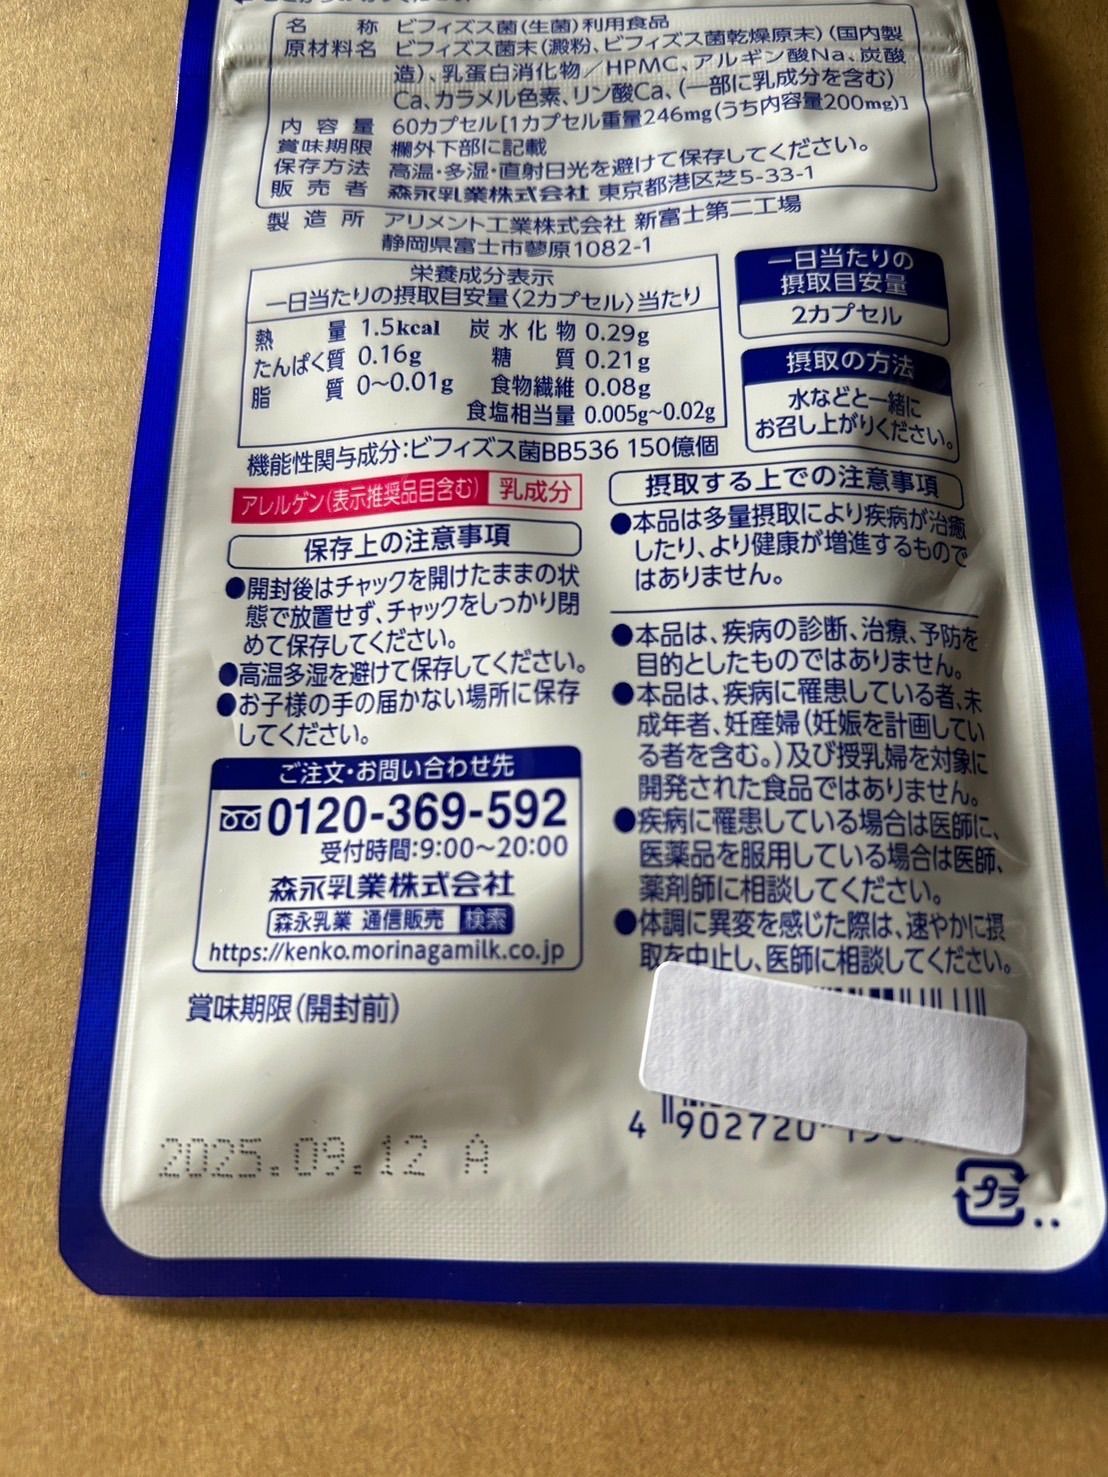 名称 ビフィズス菌(生菌)利用食品
原材料名 ビフィズス菌末(澱粉、ビフィズス菌乾燥原末)(国内製
造)、乳蛋白消化物/HPMC、アルギン酸Na、炭酸
Ca、カラメル色素、リン酸Ca、(一部に乳成分を含む)
内容量 60カプセル[1カプセル重量246mg(うち内容量200mg)]
賞味期限 欄外下部に記載
保存方法 高温・多湿・直射日光を避けて保存してください。
販売者 森永乳業株式会社 東京都港区芝5-33-1
製造所 アリメント工業株式会社 新富士第二工場
静岡県富士市蓼原1082-1
栄養成分表示
一日当たりの摂取目安量〈2カプセル〉当たり
熱量 1.5kcal 炭水化物 0.29g
たんぱく質 0.16g 糖質 0.21g
脂質 0〜0.01g 食物繊維 0.08g
食塩相当量 0.005g〜0.02g
機能性関与成分:ビフィズス菌BB536 150億個
一日当たりの
摂取目安量
2カプセル
摂取の方法
水などと一緒に
お召し上がりください。
アレルゲン(表示推奨品目含む) 乳成分
保存上の注意事項
●開封後はチャックを開けたままの状
態で放置せず、チャックをしっかり閉
めて保存してください。
●高温多湿を避けて保存してください。
●お子様の手の届かない場所に保存
してください。
ご注文・お問い合わせ先
0120-369-592
受付時間:9:00〜20:00
森永乳業株式会社
森永乳業 通信販売 検索
https://kenko.morinagamilk.co.jp
賞味期限(開封前)
2025.09.12 A
摂取する上での注意事項
●本品は多量摂取により疾病が治癒
したり、より健康が増進するもので
はありません。
●本品は、疾病の診断、治療、予防を
目的としたものではありません。
●本品は、疾病に罹患している者、未
成年者、妊産婦(妊娠を計画してい
る者を含む。)及び授乳婦を対象に
開発された食品ではありません。
●疾病に罹患している場合は医師に、
医薬品を服用している場合は医師、
薬剤師に相談してください。
●体調に異変を感じた際は、速やかに摂
取を中止し、医師に相談してください。
4 902720
プラ